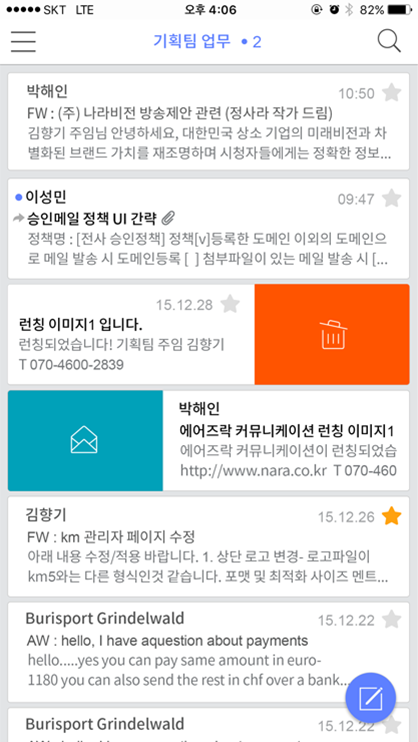 SKT LTE 오후 4:06 82%
기획팀 업무 • 2
박해인 10:50
FW : (주) 나라비전 방송제안 관련 (정사라 작가 드림)
김향기 주임님 안녕하세요, 대한민국 상소 기업의 미래비전과 차
별화된 브랜드 가치를 재조명하며 시청자들에게는 정확한 정보...
이성민 09:47
승인메일 정책 UI 간략
정책명 : [전사 승인정책] 정책[v]등록한 도메인 이외의 도메인으
로 메일 발송 시 도메인등록 [ ] 첨부파일이 있는 메일 발송 시 [...
15.12.28
런칭 이미지1 입니다.
런칭되었습니다! 기획팀 주임 김향기
T 070-4600-2839
박해인
에어즈락 커뮤니케이션 런칭 이미지1
에어즈락 커뮤니케이션이 런칭되었습
http://www.nara.co.kr T 070-460
김향기 15.12.26
FW : km 관리자 페이지 수정
아래 내용 수정/적용 바랍니다. 1. 상단 로고 변경- 로고파일이
km5와는 다른 형식인것 같습니다. 포맷 및 최적화 사이즈 멘트...
Burisport Grindelwald 15.12.22
AW : hello, I have aquestion about payments
hello.....yes you can pay same amount in euro-
1180 you can also send the rest in chf over a bank...
Burisport Grindelwald 15.12.22